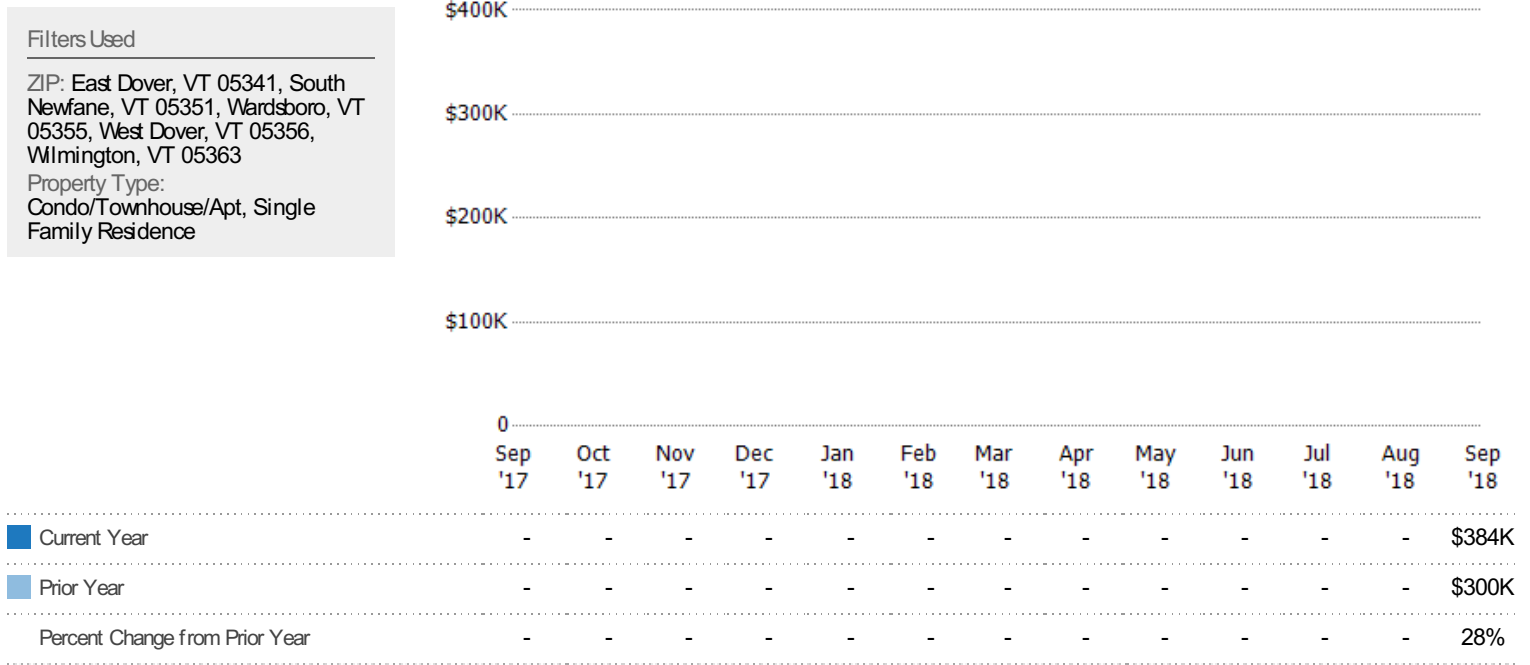 Filters Used
ZIP: East Dover, VT 05341, South
Newfane, VT 05351, Wardsboro, VT
05355, West Dover, VT 05356,
Wilmington, VT 05363
Property Type:
Condo/Townhouse/Apt, Single
Family Residence
$400K
$300K
$200K
$100K
0
Sep Oct Nov Dec Jan Feb Mar Apr May Jun Jul Aug Sep
'17 '17 '17 '17 '18 '18 '18 '18 '18 '18 '18 '18 '18
Current Year - - - - - - - - - - - - $384K
Prior Year - - - - - - - - - - - - $300K
Percent Change from Prior Year - - - - - - - - - - - - 28%